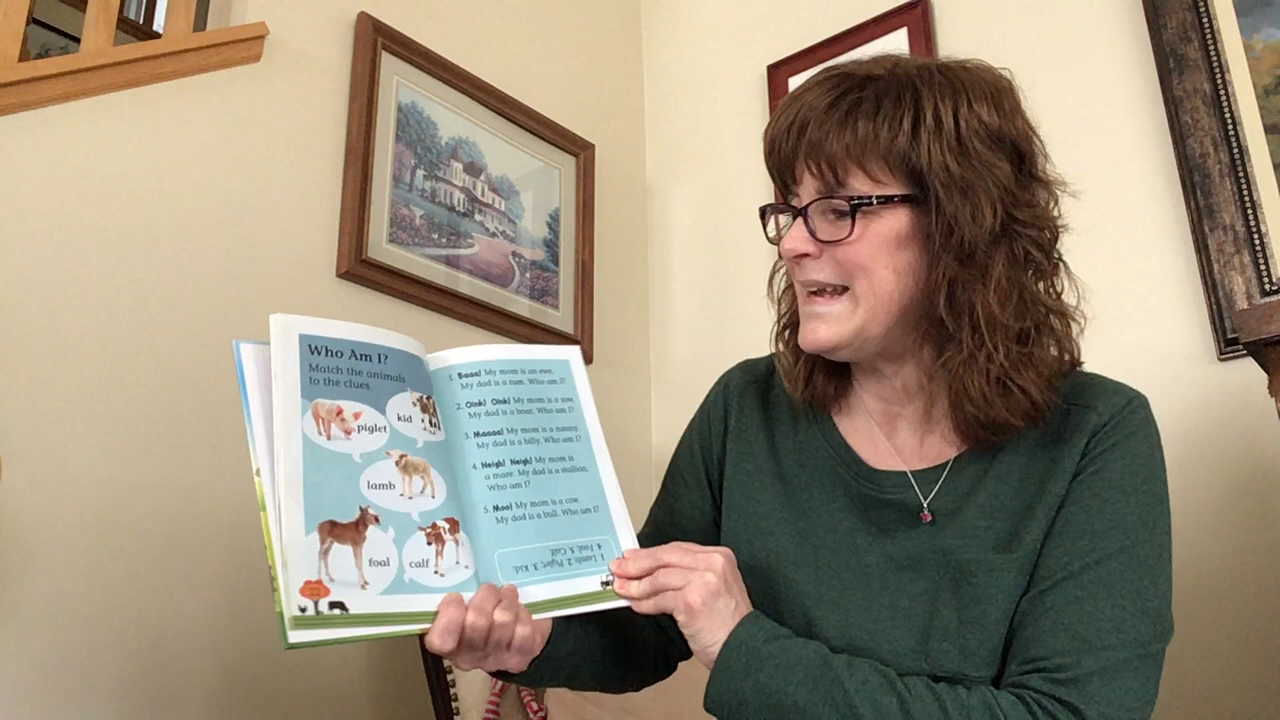 Who Am I?
Match the animals
to the clues.
piglet
kid
lamb
foal
calf
1. Baaa! My mom is an ewe.
My dad is a ram. Who am I?
2. Oink! Oink! My mom is a sow.
My dad is a boar. Who am I?
3. Maaaa! My mom is a nanny.
My dad is a billy. Who am I?
4. Neigh! Neigh! My mom is
a mare. My dad is a stallion.
Who am I?
5. Moo! My mom is a cow.
My dad is a bull. Who am I?
1. Lamb; 2. Piglet; 3. Kid;
4. Foal; 5. Calf.